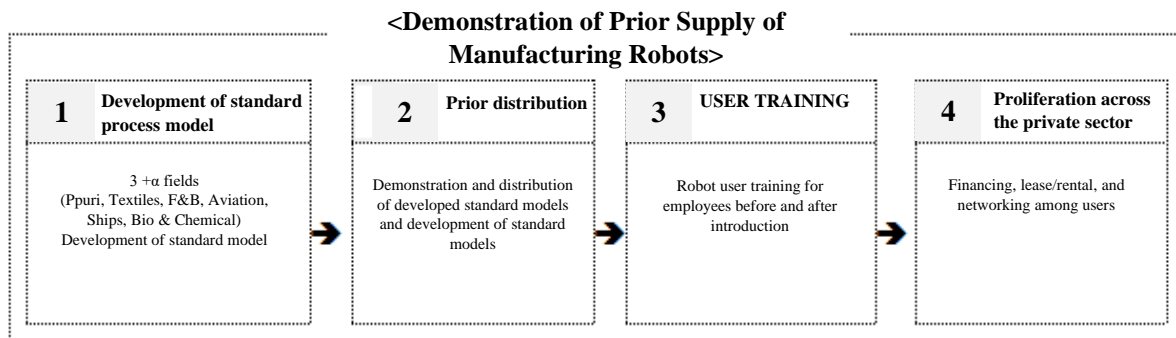 <Demonstration of Prior Supply of
Manufacturing Robots>
1
Development of standard
process model
3 +α fields
(Ppuri, Textiles, F&B, Aviation,
Ships, Bio & Chemical)
Development of standard model
2
Prior distribution
Demonstration and distribution
of developed standard models
and development of standard
models
3
USER TRAINING
Robot user training for
employees before and after
introduction
4
Proliferation across
the private sector
Financing, lease/rental, and
networking among users